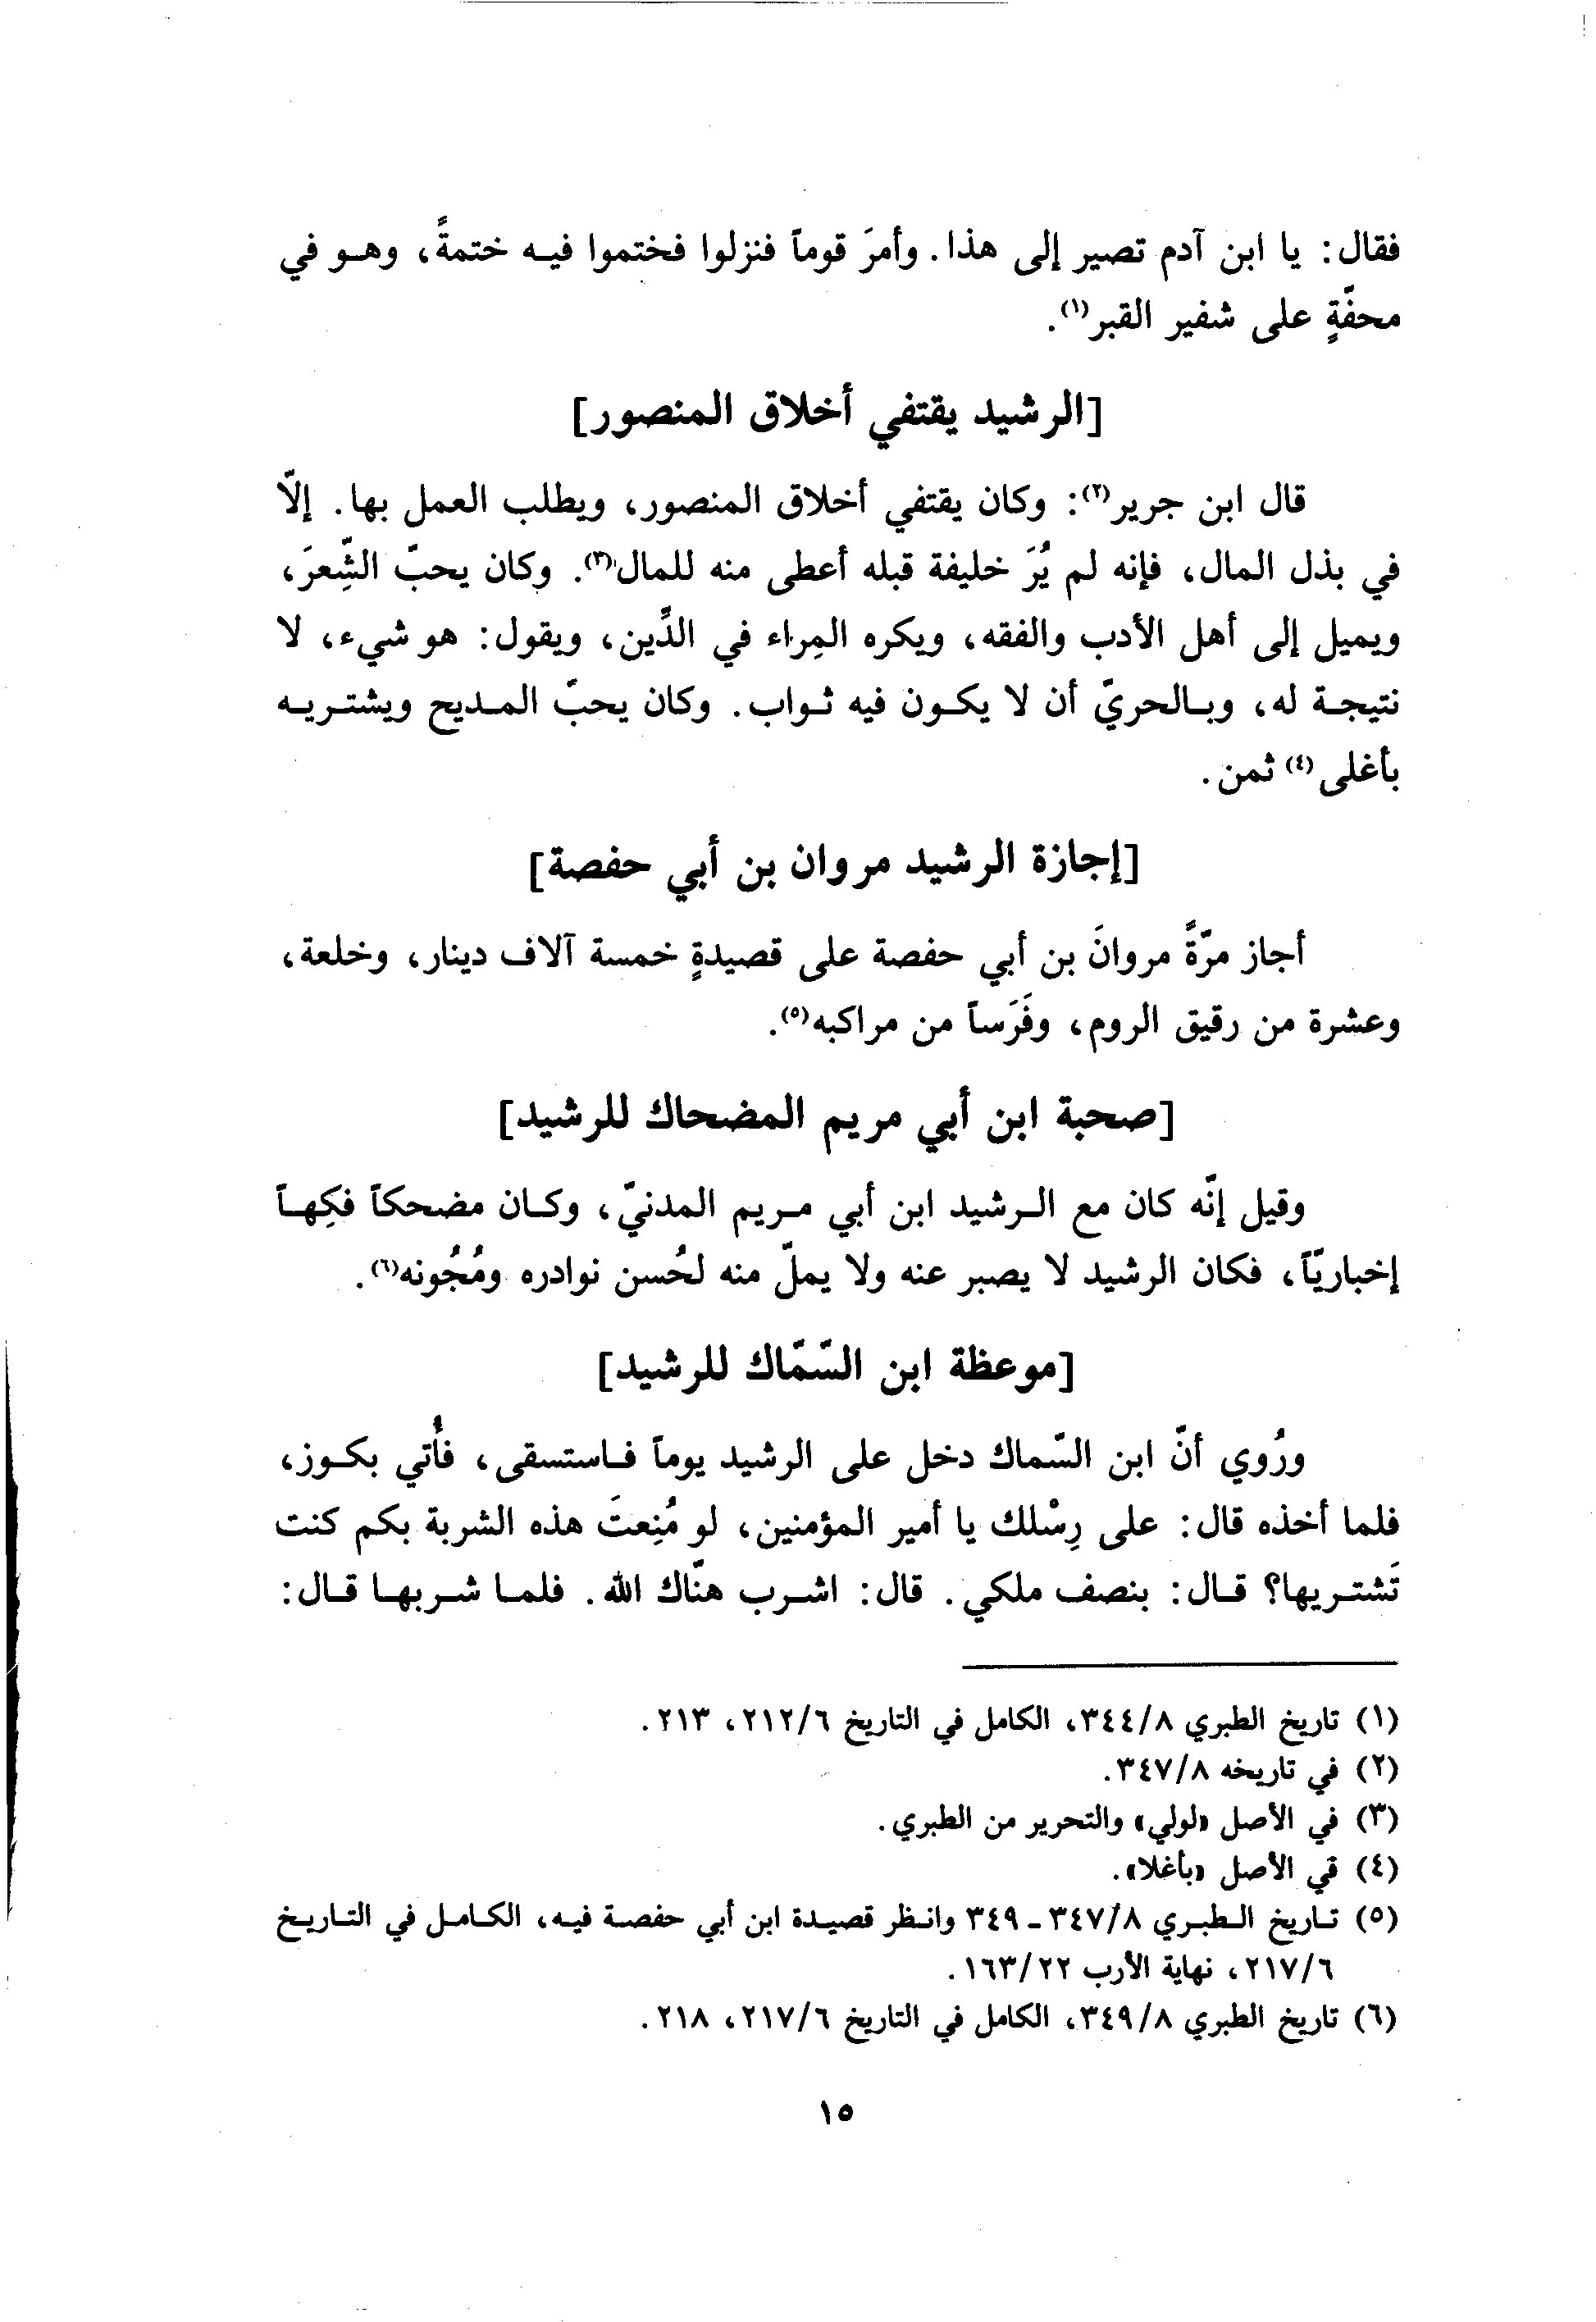 فقال: يا ابن آدم تصير إلى هذا. وأمرَ قوماً فنزلوا فختموا فيه ختمةً، وهو في
محفّةٍ على شفير القبر(١).
[الرشيد يقتفي أخلاق المنصور]
قال ابن جرير(٢): وكان يقتفي أخلاق المنصور، ويطلب العمل بها. إلّا
في بذل المال، فإنه لم يُرَ خليفة قبله أعطى منه للمال(٣). وكان يحبّ الشِّعرَ،
ويميل إلى أهل الأدب والفقه، ويكره المِراء في الدِّين، ويقول: هو شيء، لا
نتيجة له، وبالحريّ أن لا يكون فيه ثواب. وكان يحبّ المديح ويشتريه
بأغلى(٤) ثمن.
[إجازة الرشيد مروان بن أبي حفصة]
أجاز مرّةً مروانَ بن أبي حفصة على قصيدةٍ خمسة آلاف دينار، وخلعة،
وعشرة من رقيق الروم، وفَرَساً من مراكبه(٥).
[صحبة ابن أبي مريم المضحاك للرشيد]
وقيل إنّه كان مع الرشيد ابن أبي مريم المدنيّ، وكان مضحكاً فكِهاً
إخباريّاً، فكان الرشيد لا يصبر عنه ولا يملّ منه لحُسن نوادره ومُجُونه(٦).
[موعظة ابن السّمّاك للرشيد]
ورُوي أنّ ابن السّماك دخل على الرشيد يوماً فاستسقى، فأُتي بكوز،
فلما أخذه قال: على رِسْلك يا أمير المؤمنين، لو مُنِعتَ هذه الشربة بكم كنت
تَشتريها؟ قال: بنصف ملكي. قال: اشرب هنّاك الله. فلما شربها قال:
(١) تاريخ الطبري ٣٤٤/٨، الكامل في التاريخ ٢١٢/٦، ٢١٣.
(٢) في تاريخه ٣٤٧/٨.
(٣) في الأصل «لولي» والتحرير من الطبري.
(٤) في الأصل «بأغلا».
(٥) تاريخ الطبري ٣٤٧/٨ - ٣٤٩ وانظر قصيدة ابن أبي حفصة فيه، الكامل في التاريخ
٢١٧/٦، نهاية الأرب ١٦٣/٢٢.
(٦) تاريخ الطبري ٣٤٩/٨، الكامل في التاريخ ٢١٧/٦، ٢١٨.
١٥